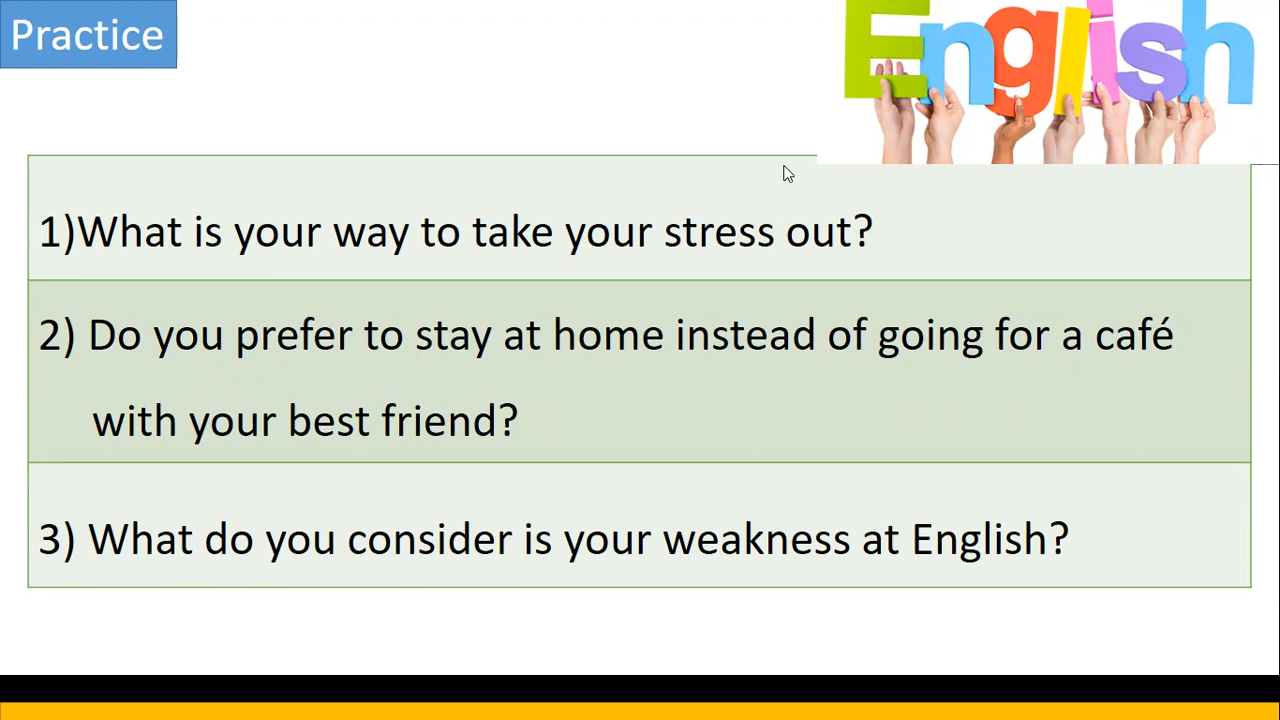 Practice
English
1)What is your way to take your stress out?
2) Do you prefer to stay at home instead of going for a café
with your best friend?
3) What do you consider is your weakness at English?